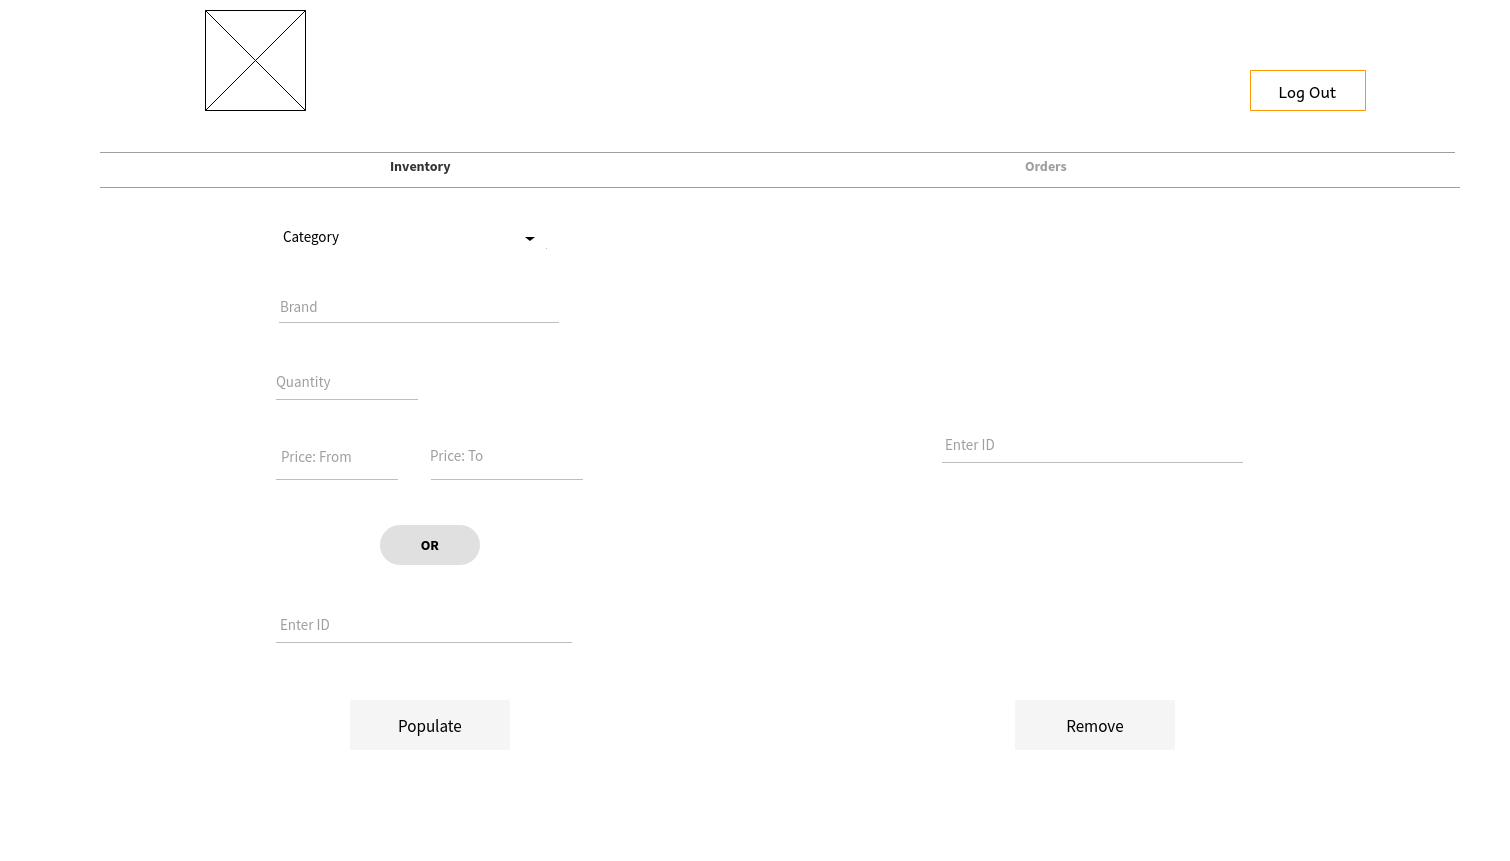 Log Out
Inventory
Orders
Category
Brand
Quantity
Price: From
Price: To
Enter ID
OR
Enter ID
Populate
Remove